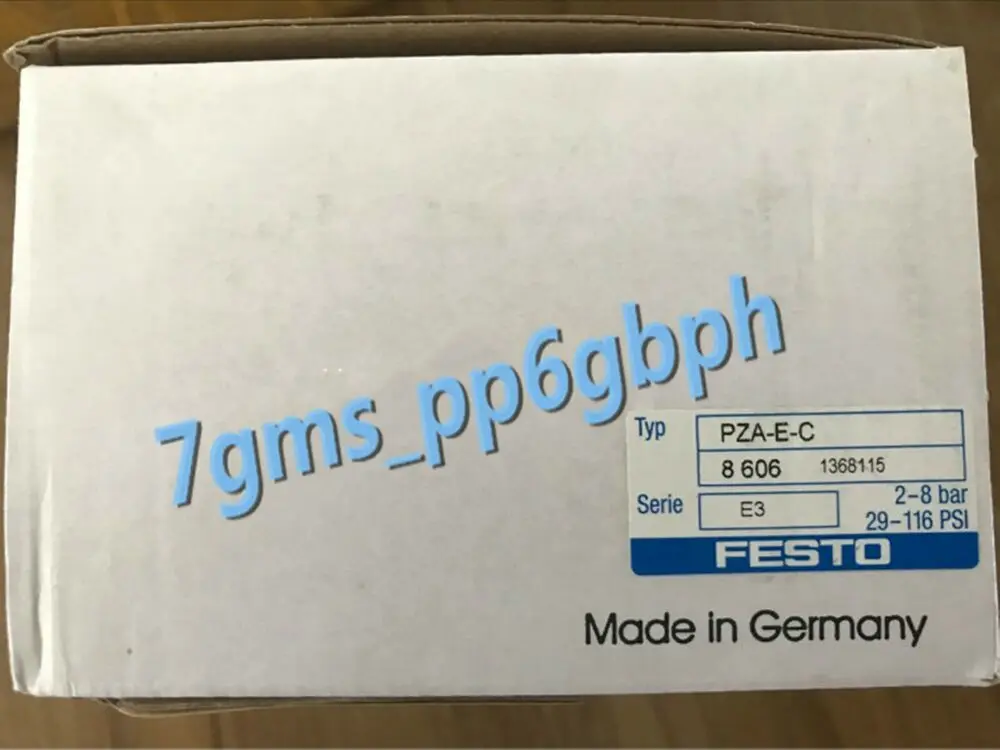 7gms_pp6gbph
Typ PZA-E-C
8 606 1368115
Serie E3 2-8 bar
29-116 PSI
FESTO
Made in Germany